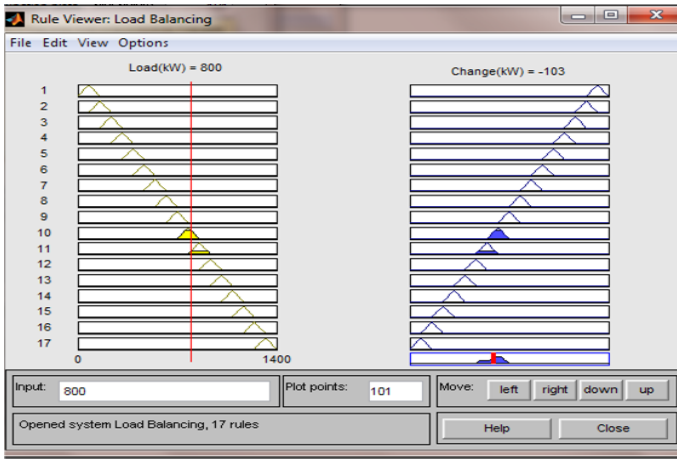 Rule Viewer: Load Balancing
File Edit View Options
Load(kW) = 800
Change(kW) = -103
1
2
3
4
5
6
7
8
9
10
11
12
13
14
15
16
17
0
1400
Input:
800
Plot points:
101
Move:
left
right
down
up
Opened system Load Balancing, 17 rules
Help
Close